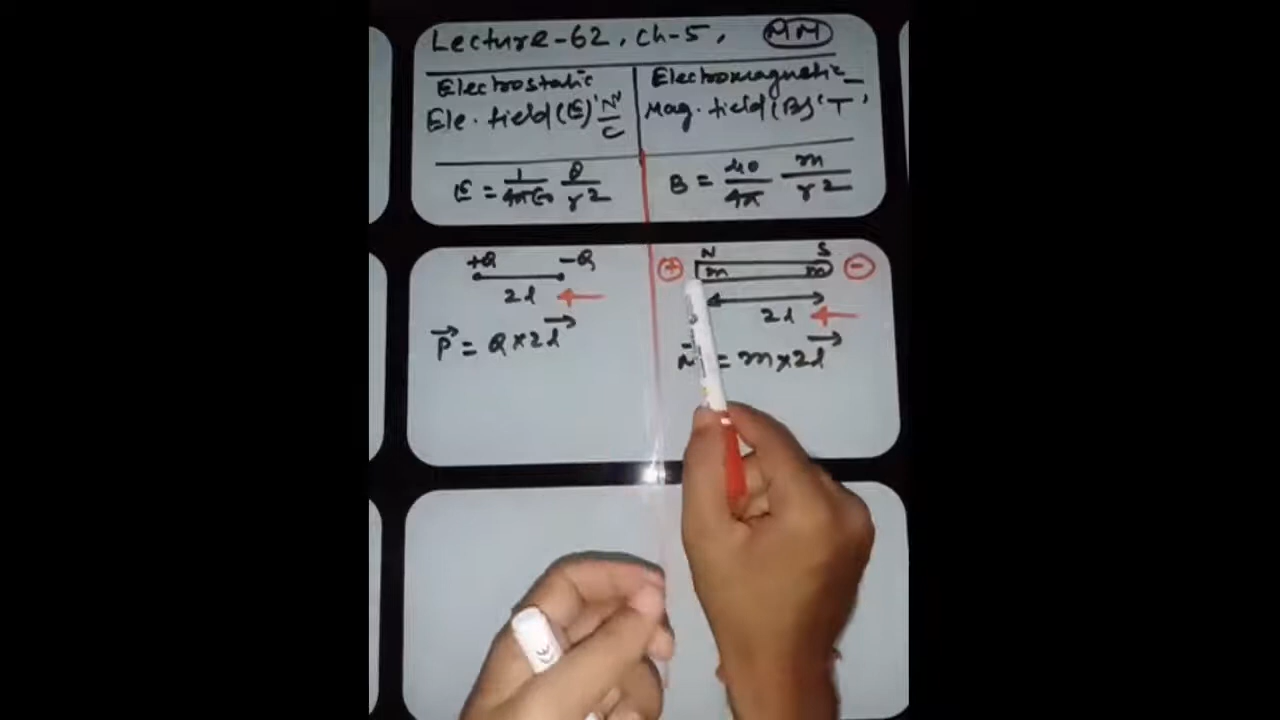 Lecture-62, Ch-5, MM
Electrostatic
Ele. field (E) 'N/C'
Electromagnetic
Mag. field (B) 'T'
E = 1/4πε0 Q/r2
B = μ0/4π m/r2
+Q -Q
2l
P⃗ = Q×2l⃗
N S
+ m m -
2l
= m×2l⃗